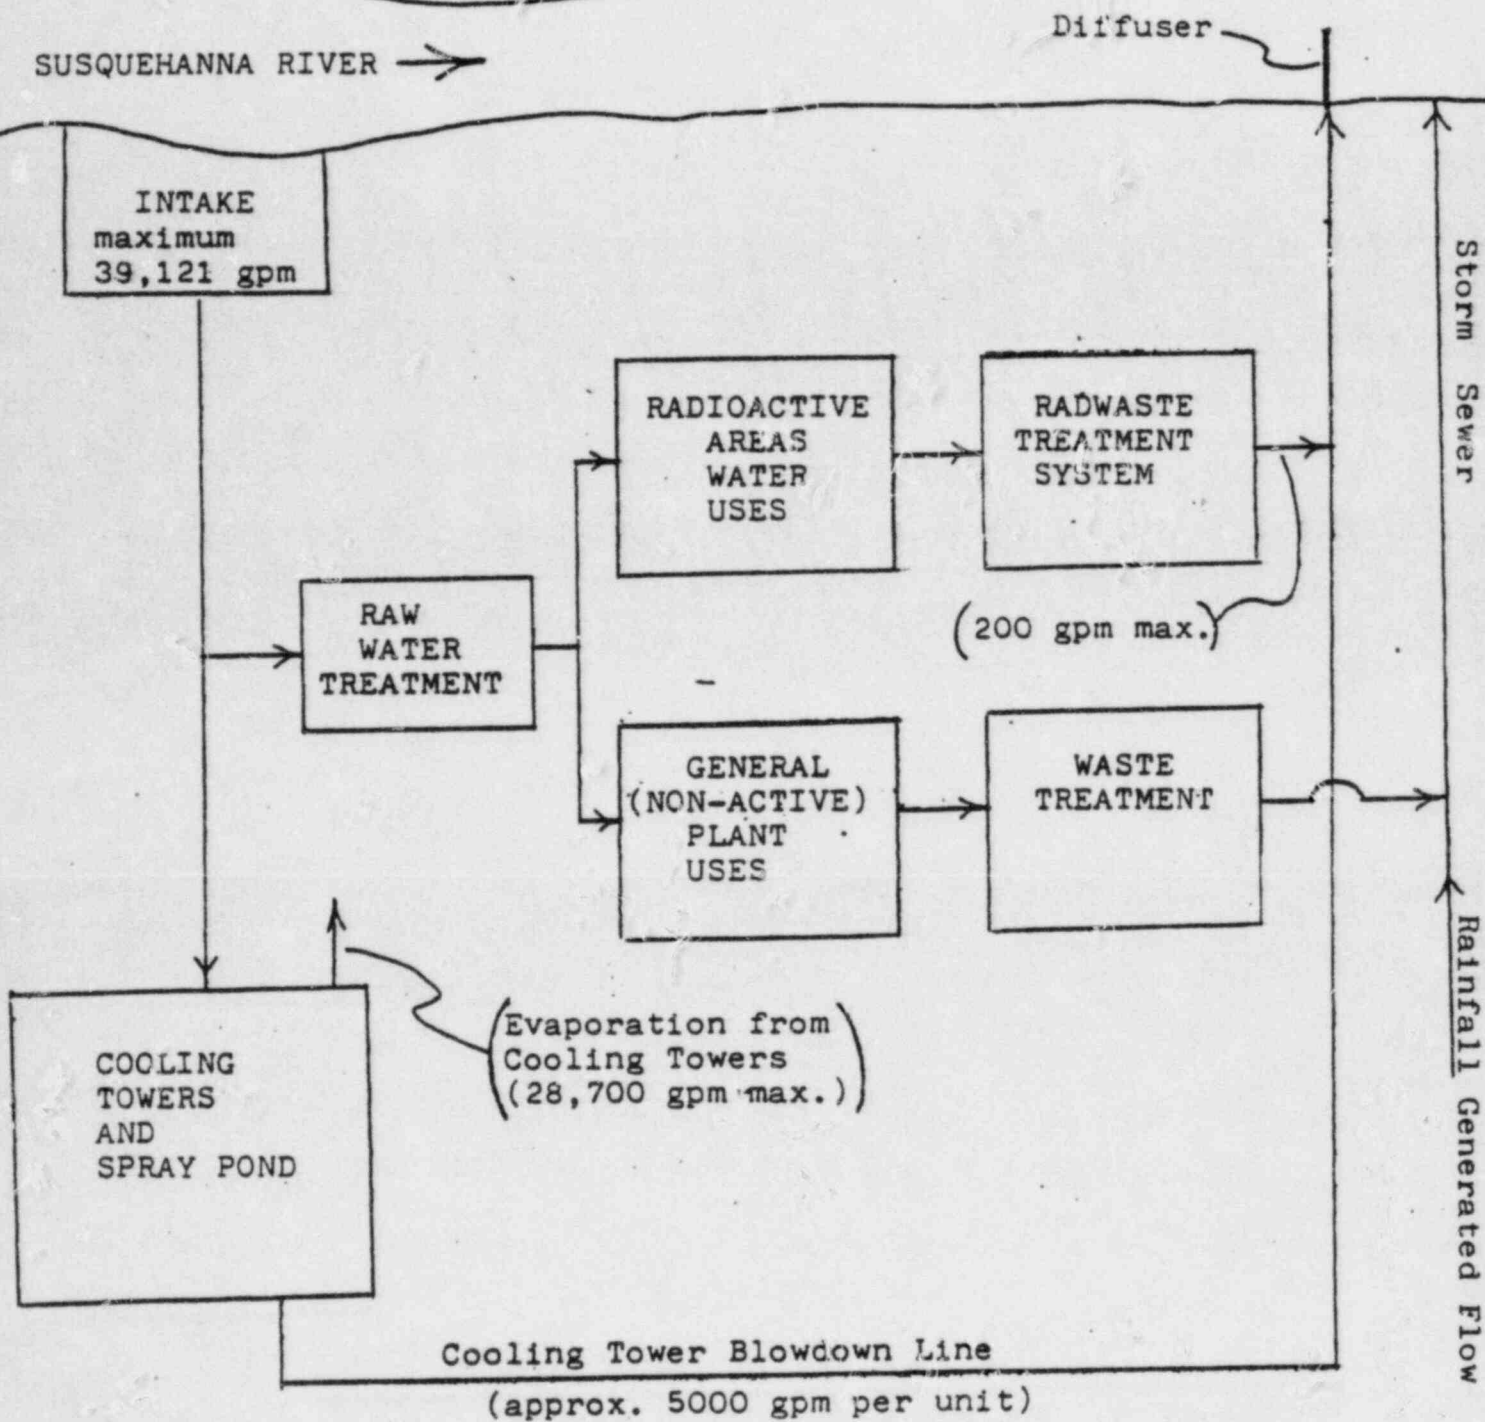 Diffuser
SUSQUEHANNA RIVER
INTAKE
maximum
39,121 gpm
RADIOACTIVE
AREAS
WATER
USES
RADWASTE
TREATMENT
SYSTEM
Storm Sewer
(200 gpm max.)
RAW
WATER
TREATMENT
GENERAL
(NON-ACTIVE)
PLANT
USES
WASTE
TREATMENT
Rainfall Generated Flow
(Evaporation from
Cooling Towers
(28,700 gpm max.))
COOLING
TOWERS
AND
SPRAY POND
Cooling Tower Blowdown Line
(approx. 5000 gpm per unit)